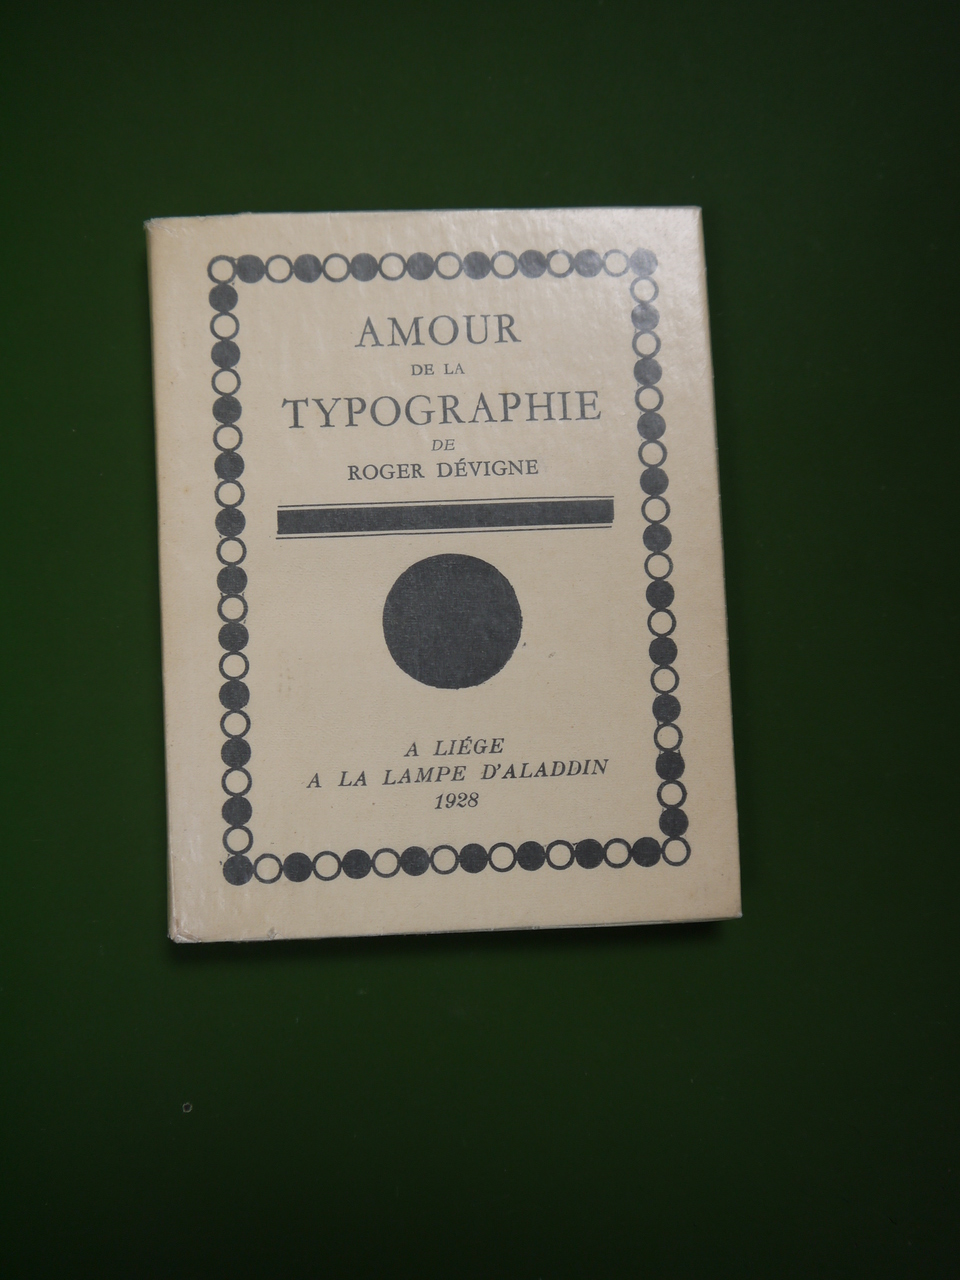 AMOUR
DE LA
TYPOGRAPHIE
DE
ROGER DÉVIGNE
A LIÉGE
A LA LAMPE D'ALADDIN
1928